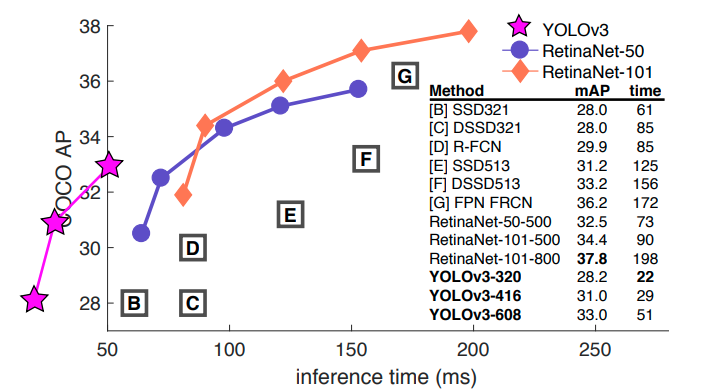 38
36
34
32
30
28
COCO AP
50
100
150
200
250
inference time (ms)
B
C
D
E
F
G
YOLOv3
RetinaNet-50
RetinaNet-101
Method mAP time
[B] SSD321 28.0 61
[C] DSSD321 28.0 85
[D] R-FCN 29.9 85
[E] SSD513 31.2 125
[F] DSSD513 33.2 156
[G] FPN FRCN 36.2 172
RetinaNet-50-500 32.5 73
RetinaNet-101-500 34.4 90
RetinaNet-101-800 37.8 198
YOLOv3-320 28.2 22
YOLOv3-416 31.0 29
YOLOv3-608 33.0 51